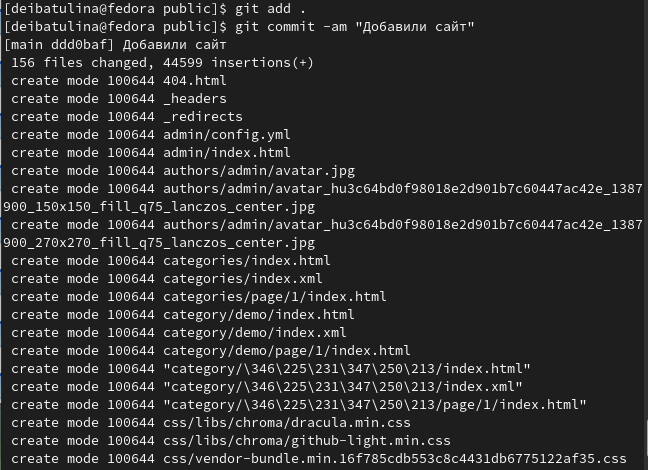 [deibatulina@fedora public]$ git add .
[deibatulina@fedora public]$ git commit -am "Добавили сайт"
[main ddd0baf] Добавили сайт
 156 files changed, 44599 insertions(+)
 create mode 100644 404.html
 create mode 100644 _headers
 create mode 100644 _redirects
 create mode 100644 admin/config.yml
 create mode 100644 admin/index.html
 create mode 100644 authors/admin/avatar.jpg
 create mode 100644 authors/admin/avatar_hu3c64bd0f98018e2d901b7c60447ac42e_1387
900_150x150_fill_q75_lanczos_center.jpg
 create mode 100644 authors/admin/avatar_hu3c64bd0f98018e2d901b7c60447ac42e_1387
900_270x270_fill_q75_lanczos_center.jpg
 create mode 100644 categories/index.html
 create mode 100644 categories/index.xml
 create mode 100644 categories/page/1/index.html
 create mode 100644 category/demo/index.html
 create mode 100644 category/demo/index.xml
 create mode 100644 category/demo/page/1/index.html
 create mode 100644 "category/\346\225\231\347\250\213/index.html"
 create mode 100644 "category/\346\225\231\347\250\213/index.xml"
 create mode 100644 "category/\346\225\231\347\250\213/page/1/index.html"
 create mode 100644 css/libs/chroma/dracula.min.css
 create mode 100644 css/libs/chroma/github-light.min.css
 create mode 100644 css/vendor-bundle.min.16f785cdb553c8c4431db6775122af35.css